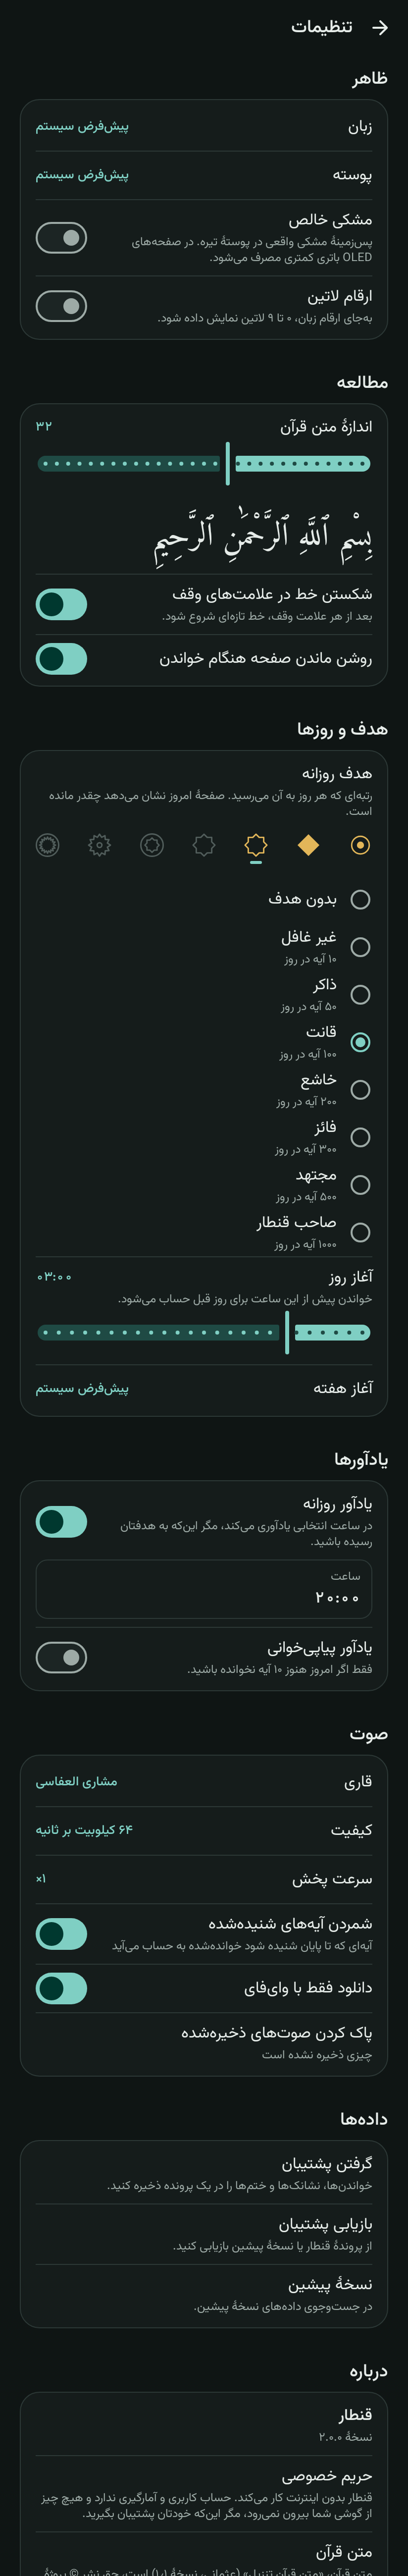 تنظیمات
ظاهر
زبان
پیش‌فرض سیستم
پوسته
پیش‌فرض سیستم
مشکی خالص
پس‌زمینهٔ مشکی واقعی در پوستهٔ تیره. در صفحه‌های
OLED باتری کمتری مصرف می‌شود.
ارقام لاتین
به‌جای ارقام زبان، ۰ تا ۹ لاتین نمایش داده شود.
مطالعه
اندازهٔ متن قرآن
۳۲
بِسْمِ ٱللَّهِ ٱلرَّحْمَٰنِ ٱلرَّحِيمِ
شکستن خط در علامت‌های وقف
بعد از هر علامت وقف، خط تازه‌ای شروع شود.
روشن ماندن صفحه هنگام خواندن
هدف و روزها
هدف روزانه
رتبه‌ای که هر روز به آن می‌رسید. صفحهٔ امروز نشان می‌دهد چقدر مانده
است.
بدون هدف
غیر غافل
۱۰ آیه در روز
ذاکر
۵۰ آیه در روز
قانت
۱۰۰ آیه در روز
خاشع
۲۰۰ آیه در روز
فائز
۳۰۰ آیه در روز
مجتهد
۵۰۰ آیه در روز
صاحب قنطار
۱۰۰۰ آیه در روز
آغاز روز
۰۳:۰۰
خواندن پیش از این ساعت برای روز قبل حساب می‌شود.
آغاز هفته
پیش‌فرض سیستم
یادآورها
یادآور روزانه
در ساعت انتخابی یادآوری می‌کند، مگر این‌که به هدفتان
رسیده باشید.
ساعت
۲۰:۰۰
یادآور پیاپی‌خوانی
فقط اگر امروز هنوز ۱۰ آیه نخوانده باشید.
صوت
قاری
مشاری العفاسی
کیفیت
۶۴ کیلوبیت بر ثانیه
سرعت پخش
۱×
شمردن آیه‌های شنیده‌شده
آیه‌ای که تا پایان شنیده شود خوانده‌شده به حساب می‌آید
دانلود فقط با وای‌فای
پاک کردن صوت‌های ذخیره‌شده
چیزی ذخیره نشده است
داده‌ها
گرفتن پشتیبان
خواندن‌ها، نشانک‌ها و ختم‌ها را در یک پرونده ذخیره کنید.
بازیابی پشتیبان
از پروندهٔ قنطار یا نسخهٔ پیشین بازیابی کنید.
نسخهٔ پیشین
در جست‌وجوی داده‌های نسخهٔ پیشین.
درباره
قنطار
نسخهٔ ۲.۰.۰
حریم خصوصی
قنطار بدون اینترنت کار می‌کند. حساب کاربری و آمارگیری ندارد و هیچ چیز
از گوشی شما بیرون نمی‌رود، مگر این‌که خودتان پشتیبان بگیرید.
متن قرآن
متن قرآن، «متن قرآن تنزیل» (عثمانی، نسخهٔ ۱٫۱) است، حق نشر © پروژهٔ